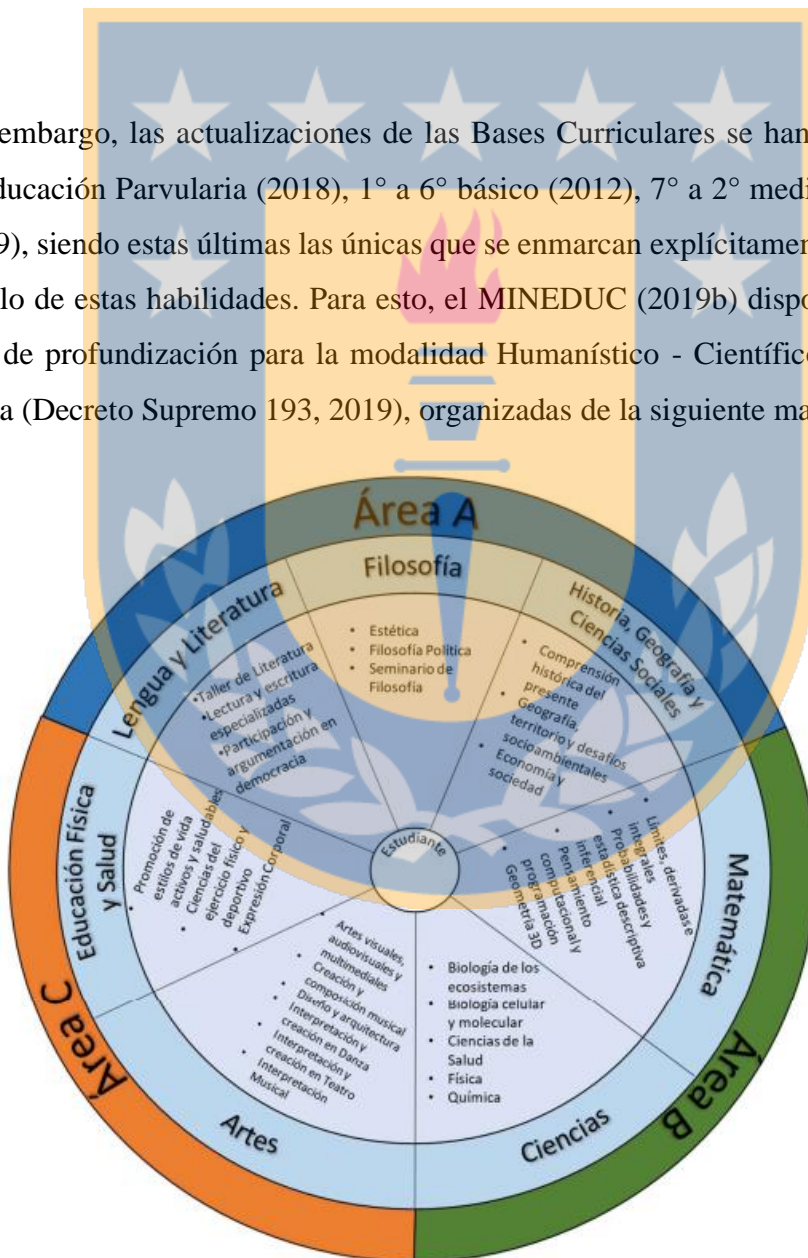 embargo, las actualizaciones de las Bases Curriculares se han
ducación Parvularia (2018), 1° a 6° básico (2012), 7° a 2° medi
9), siendo estas últimas las únicas que se enmarcan explícitamen
lo de estas habilidades. Para esto, el MINEDUC (2019b) dispo
de profundización para la modalidad Humanístico - Científico
a (Decreto Supremo 193, 2019), organizadas de la siguiente ma
Área A
Lengua y Literatura
• Taller de Literatura
• Lectura y escritura
especializadas
• Participación y
argumentación en
democracia
Filosofía
• Estética
• Filosofía Política
• Seminario de
Filosofía
Historia, Geografía y
Ciencias Sociales
• Comprensión
histórica del
presente
• Geografía,
territorio y desafíos
socioambientales
• Economía y
sociedad
Estudiante
Área B
Matemática
• Límites, derivadas e
integrales
• Probabilidades y
estadística descriptiva
inferencial
• Pensamiento
computacional y
programación
• Geometría 3D
Ciencias
• Biología de los
ecosistemas
• Biología celular
y molecular
• Ciencias de la
Salud
• Física
• Química
Área C
Educación Física
y Salud
• Promoción de
estilos de vida
activos y saludables
• Ciencias del
ejercicio físico y
deportivo
• Expresión Corporal
Artes
• Artes visuales,
audiovisuales y
multimediales
• Creación y
composición musical
• Diseño y arquitectura
• Interpretación y
creación en Danza
• Interpretación y
creación en Teatro
• Interpretación
Musical